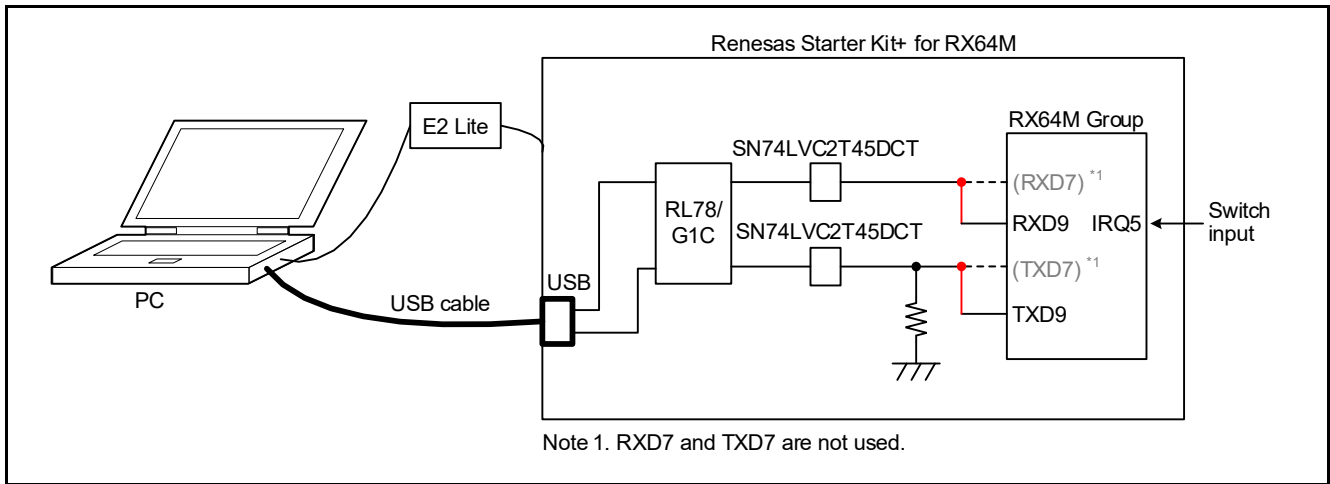 Renesas Starter Kit+ for RX64M
E2 Lite
RX64M Group
SN74LVC2T45DCT
(RXD7) *1
RL78/
G1C
RXD9
IRQ5
Switch
input
SN74LVC2T45DCT
(TXD7) *1
PC
USB cable
USB
TXD9
Note 1. RXD7 and TXD7 are not used.